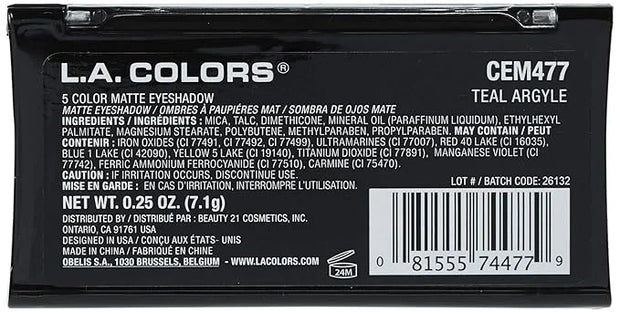 L.A. COLORS®
CEM477
5 COLOR MATTE EYESHADOW
TEAL ARGYLE
MATTE EYESHADOW / OMBRES À PAUPIÈRES MAT / SOMBRA DE OJOS MATE
INGREDIENTS / INGRÉDIENTS : MICA, TALC, DIMETHICONE, MINERAL OIL (PARAFFINUM LIQUIDUM), ETHYLHEXYL
PALMITATE, MAGNESIUM STEARATE, POLYBUTENE, METHYLPARABEN, PROPYLPARABEN. MAY CONTAIN / PEUT
CONTENIR : IRON OXIDES (CI 77491, CI 77492, CI 77499), ULTRAMARINES (CI 77007), RED 40 LAKE (CI 16035),
BLUE 1 LAKE (CI 42090), YELLOW 5 LAKE (CI 19140), TITANIUM DIOXIDE (CI 77891), MANGANESE VIOLET (CI
77742), FERRIC AMMONIUM FERROCYANIDE (CI 77510), CARMINE (CI 75470).
CAUTION : IF IRRITATION OCCURS, DISCONTINUE USE.
MISE EN GARDE : EN CAS D'IRRITATION, INTERROMPRE L'UTILISATION.
LOT # / BATCH CODE: 26132
NET WT. 0.25 OZ. (7.1g)
DISTRIBUTED BY / DISTRIBUÉ PAR : BEAUTY 21 COSMETICS, INC.
ONTARIO, CA 91761 USA
DESIGNED IN USA / CONÇU AUX ÉTATS- UNIS
MADE IN CHINA / FABRIQUÉ EN CHINE
OBELIS S.A., 1030 BRUSSELS, BELGIUM - WWW.LACOLORS.COM
24M
0 81555 74477 9